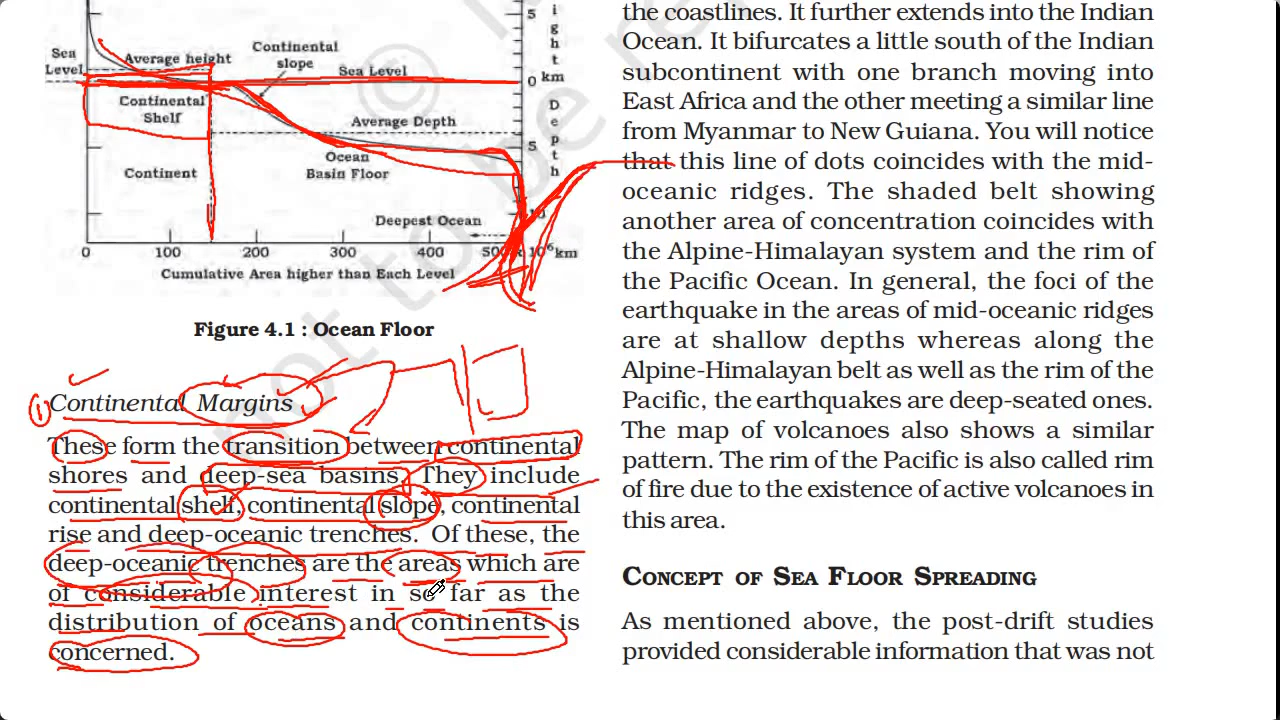 5
i
g
h
t
Sea
Level
Average height
Continental
slope
Sea Level
0 km
Continental
Shelf
D
e
p
t
h
Average Depth
5
Ocean
Basin Floor
Continent
10
Deepest Ocean
0 100 200 300 400 500 x 10⁶ km
Cumulative Area higher than Each Level
Figure 4.1 : Ocean Floor
① Continental Margins
These form the transition between continental
shores and deep-sea basins. They include
continental shelf, continental slope, continental
rise and deep-oceanic trenches. Of these, the
deep-oceanic trenches are the areas which are
of considerable interest in so far as the
distribution of oceans and continents is
concerned.
the coastlines. It further extends into the Indian
Ocean. It bifurcates a little south of the Indian
subcontinent with one branch moving into
East Africa and the other meeting a similar line
from Myanmar to New Guiana. You will notice
that this line of dots coincides with the mid-
oceanic ridges. The shaded belt showing
another area of concentration coincides with
the Alpine-Himalayan system and the rim of
the Pacific Ocean. In general, the foci of the
earthquake in the areas of mid-oceanic ridges
are at shallow depths whereas along the
Alpine-Himalayan belt as well as the rim of the
Pacific, the earthquakes are deep-seated ones.
The map of volcanoes also shows a similar
pattern. The rim of the Pacific is also called rim
of fire due to the existence of active volcanoes in
this area.
CONCEPT OF SEA FLOOR SPREADING
As mentioned above, the post-drift studies
provided considerable information that was not
© not to be re